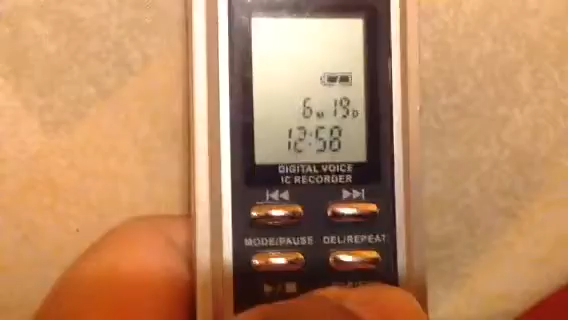 6M 19D
12:58
DIGITAL VOICE
IC RECORDER
MODE/PAUSE DEL/REPEAT